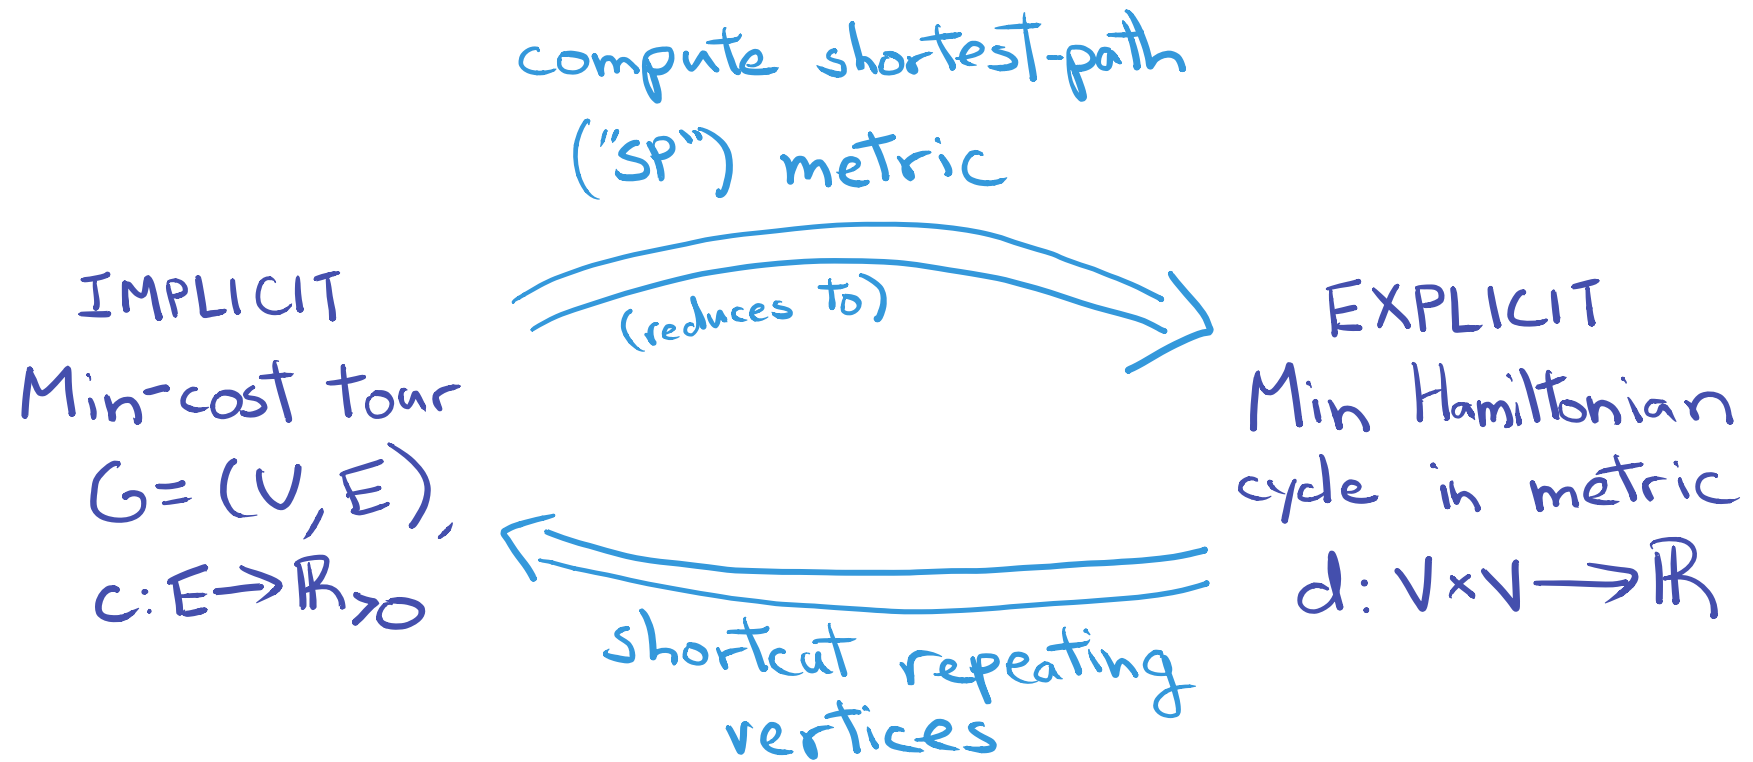 compute shortest-path
("SP") metric
(reduces to)
IMPLICIT
Min-cost tour
G=(V,E),
c:E→ℝ>0
EXPLICIT
Min Hamiltonian
cycle in metric
d:V×V→ℝ
shortcut repeating
vertices